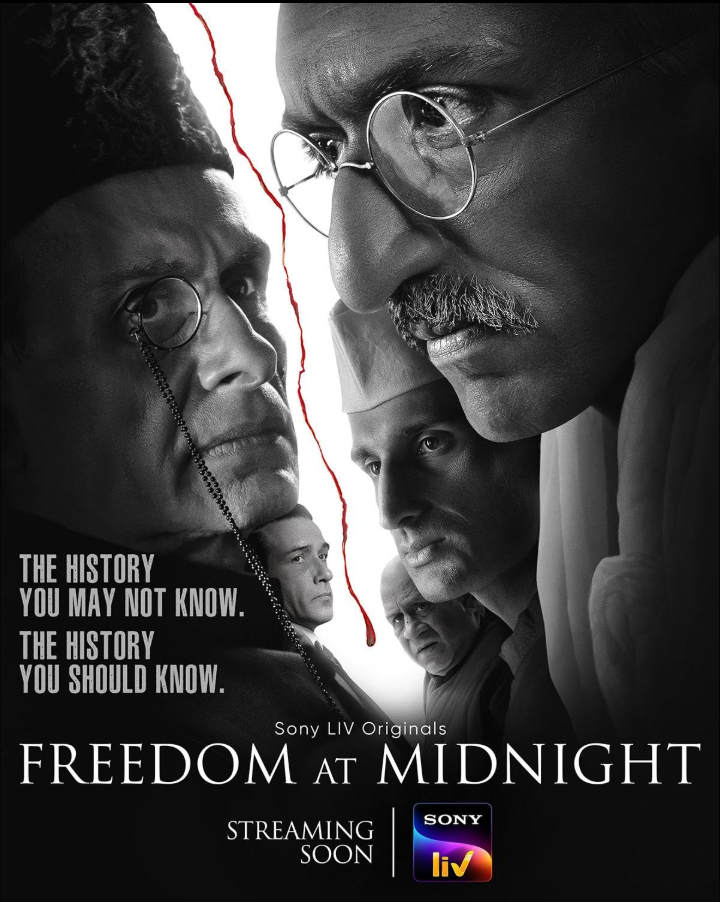 THE HISTORY
YOU MAY NOT KNOW.
THE HISTORY
YOU SHOULD KNOW.
Sony LIV Originals
FREEDOM AT MIDNIGHT
STREAMING
SOON
SONY
liv